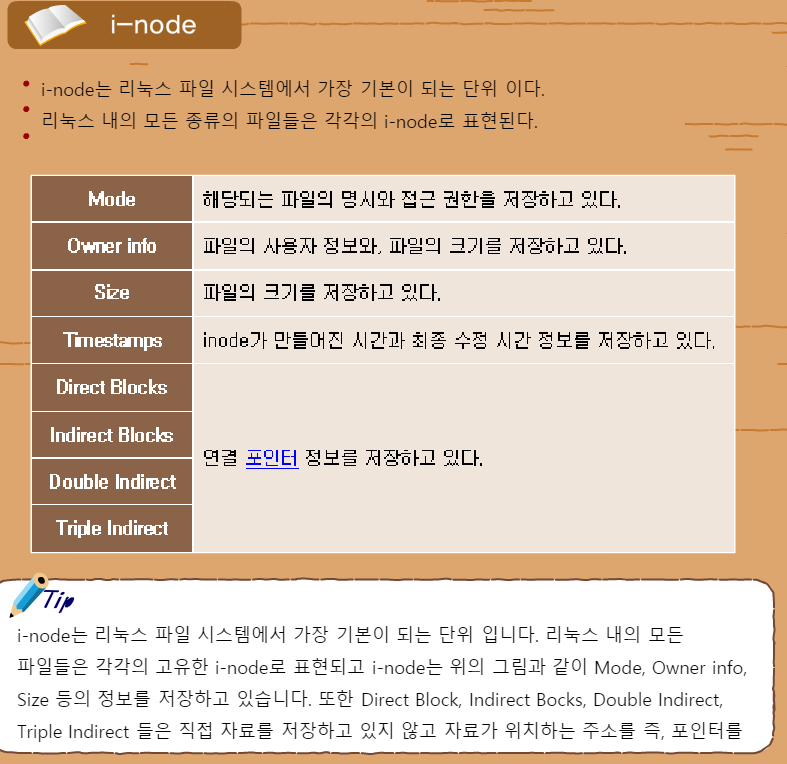 i-node
i-node는 리눅스 파일 시스템에서 가장 기본이 되는 단위 이다.
리눅스 내의 모든 종류의 파일들은 각각의 i-node로 표현된다.
Mode 해당되는 파일의 명시와 접근 권한을 저장하고 있다.
Owner info 파일의 사용자 정보와, 파일의 크기를 저장하고 있다.
Size 파일의 크기를 저장하고 있다.
Timestamps inode가 만들어진 시간과 최종 수정 시간 정보를 저장하고 있다.
Direct Blocks
Indirect Blocks
연결 포인터 정보를 저장하고 있다.
Double Indirect
Triple Indirect
Tip
i-node는 리눅스 파일 시스템에서 가장 기본이 되는 단위 입니다. 리눅스 내의 모든
파일들은 각각의 고유한 i-node로 표현되고 i-node는 위의 그림과 같이 Mode, Owner info,
Size 등의 정보를 저장하고 있습니다. 또한 Direct Block, Indirect Bocks, Double Indirect,
Triple Indirect 들은 직접 자료를 저장하고 있지 않고 자료가 위치하는 주소를 즉, 포인터를